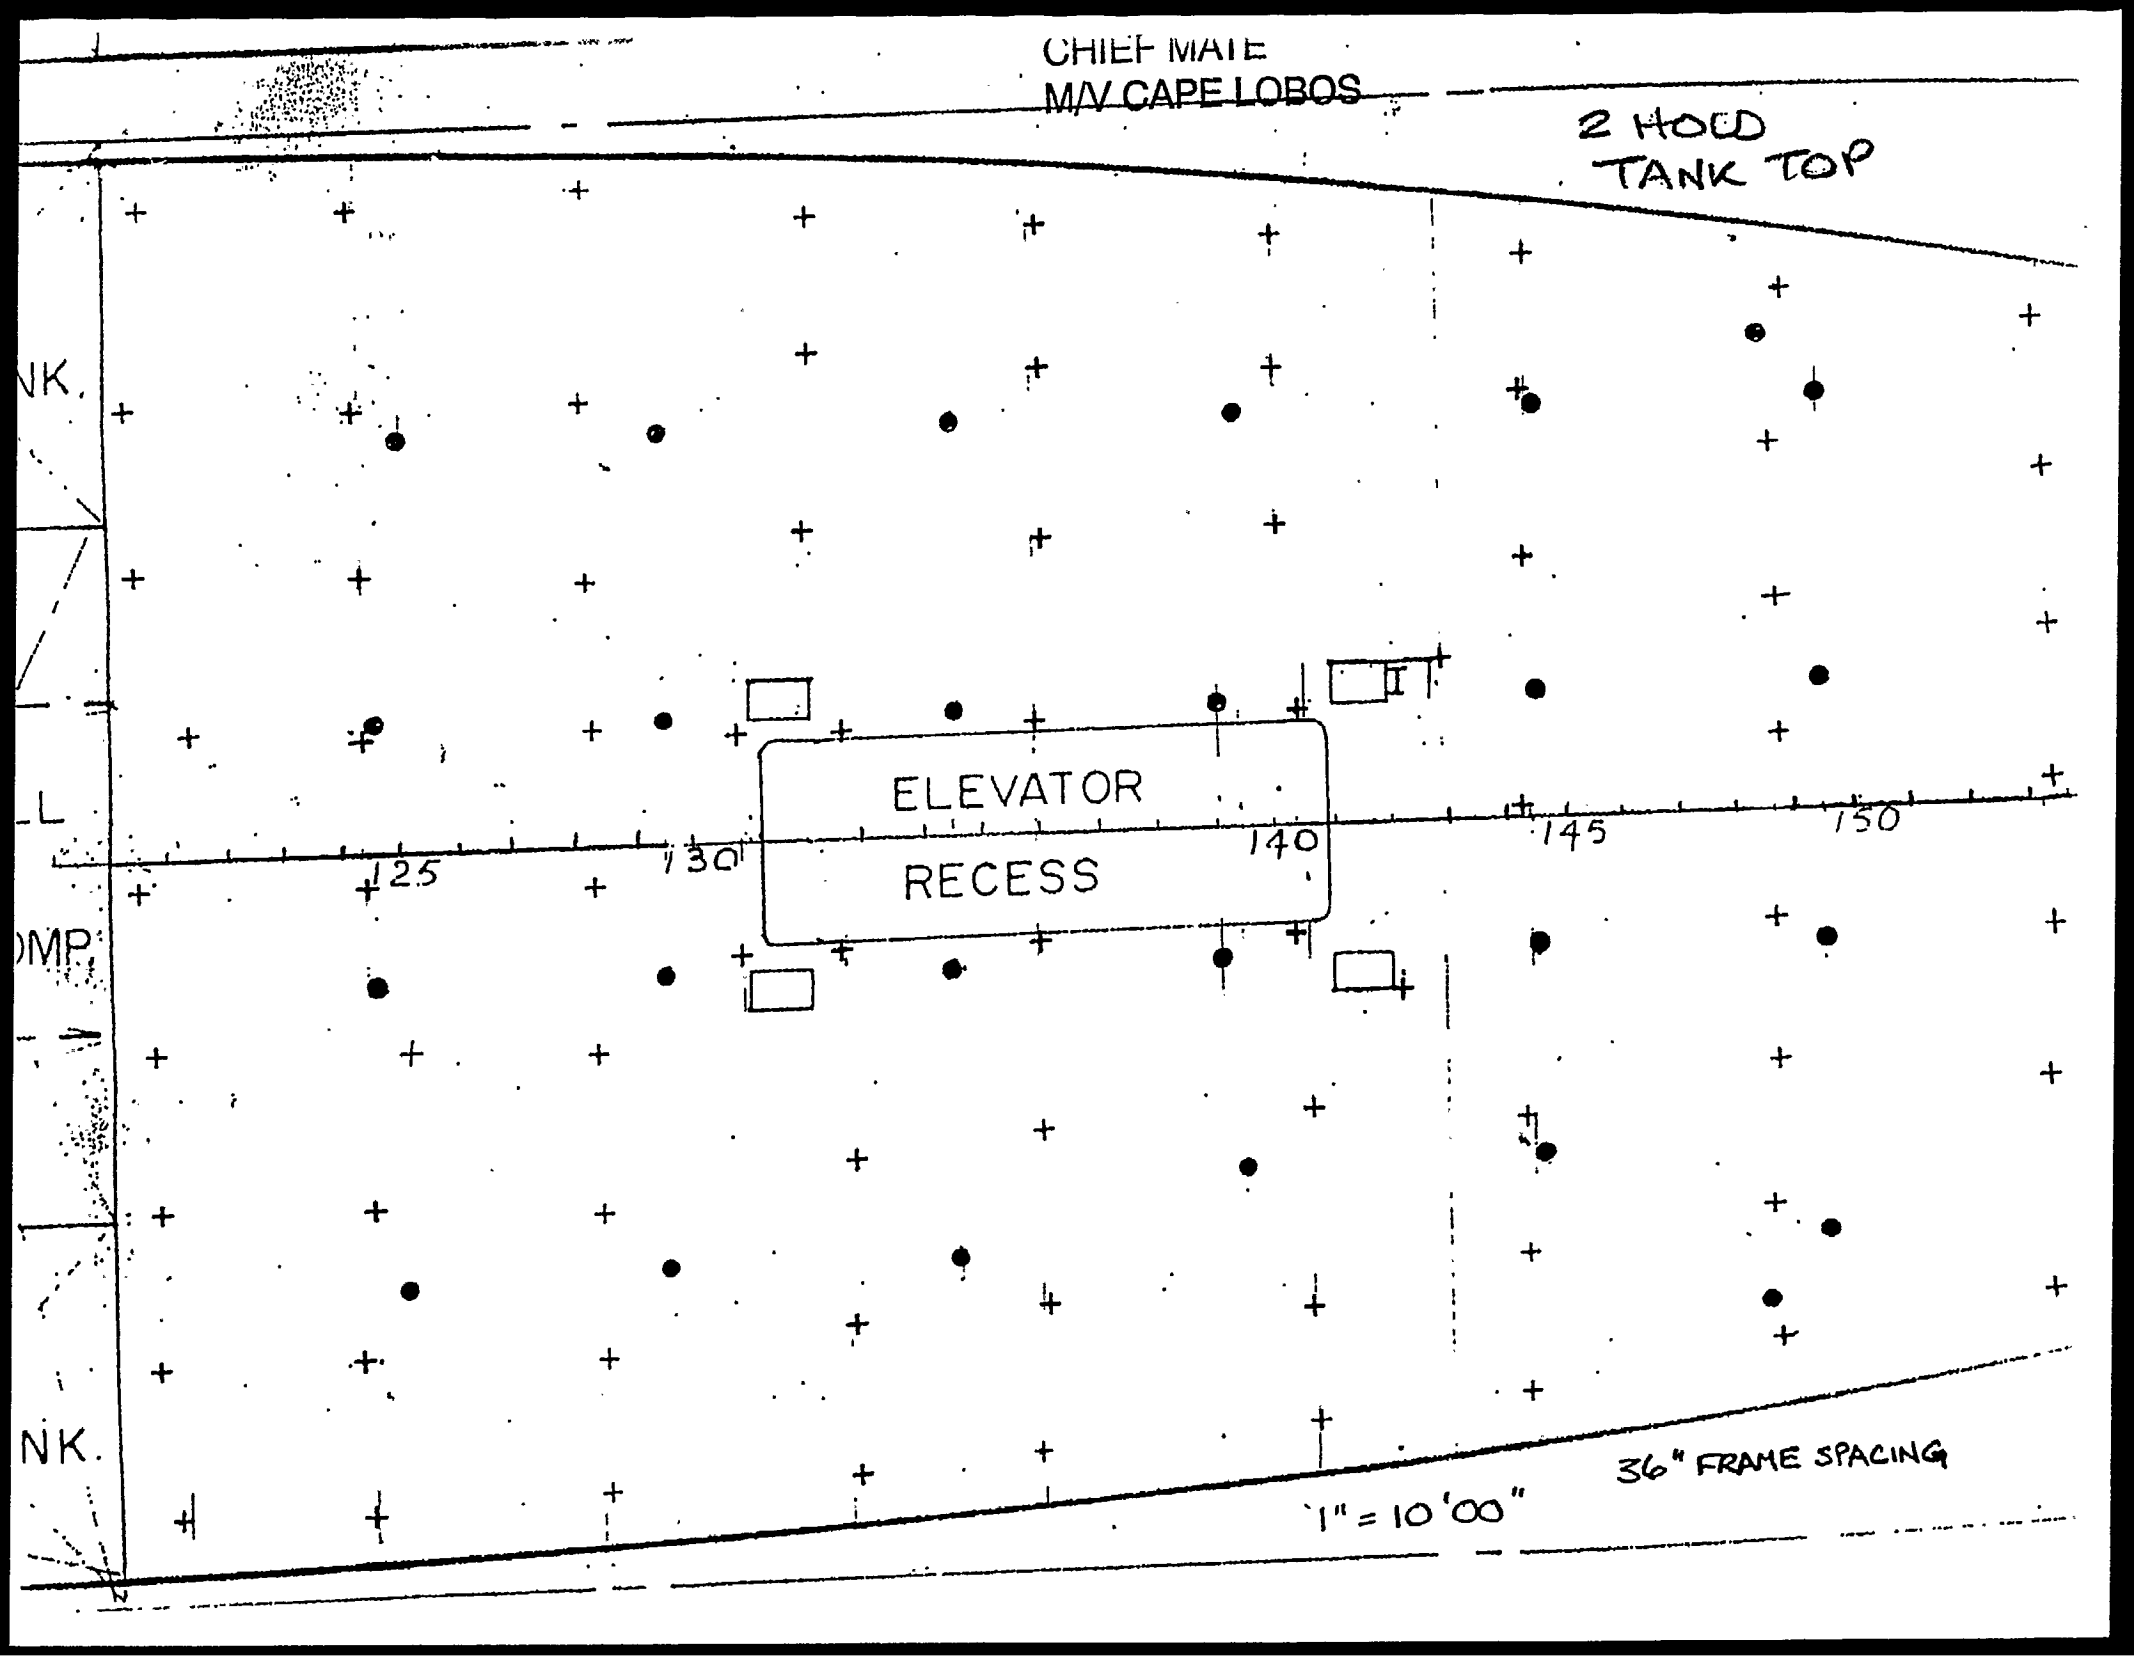 CHIEF MATE
M/V CAPE LOBOS
2 HOLD
TANK TOP
NK.
ELEVATOR
L
125
130
140
145
150
RECESS
OMP.
NK.
36" FRAME SPACING
1" = 10'00"